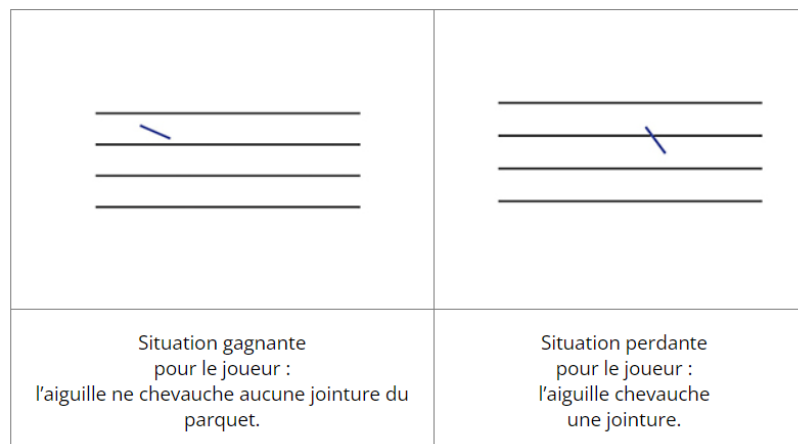 Situation gagnante
pour le joueur :
l’aiguille ne chevauche aucune jointure du
parquet.
Situation perdante
pour le joueur :
l’aiguille chevauche
une jointure.